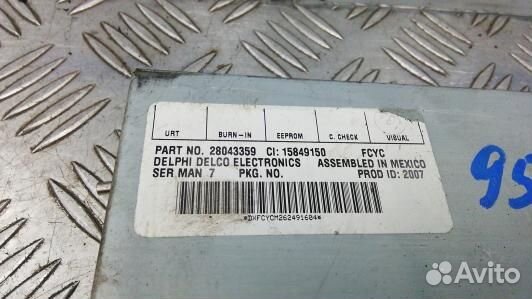 URT BURN-IN EEPROM C. CHECK VISUAL
PART NO. 28043359 CI: 15849150 FCYC
DELPHI DELCO ELECTRONICS ASSEMBLED IN MEXICO
SER MAN 7 PKG. NO. PROD ID: 2007
*DXFCYCM262491684*
95
Avito